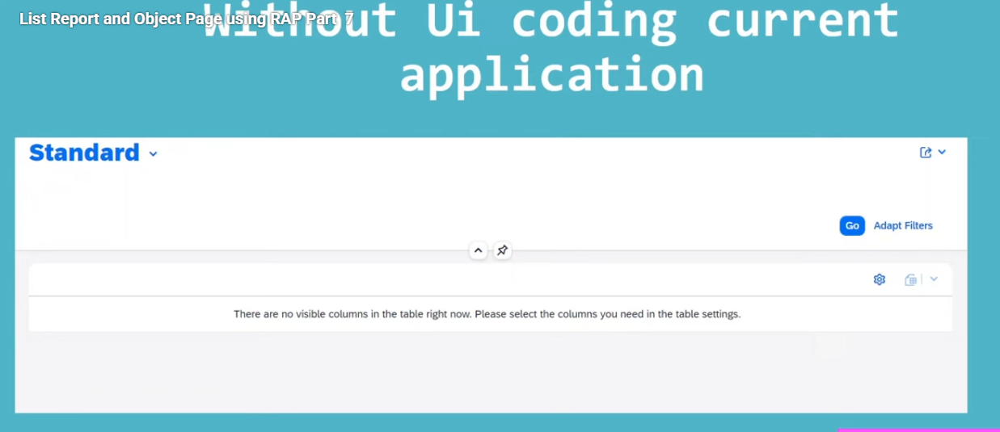 List Report and Object Page using RAP Part 7
Without Ui coding current
application
Standard
Go Adapt Filters
There are no visible columns in the table right now. Please select the columns you need in the table settings.